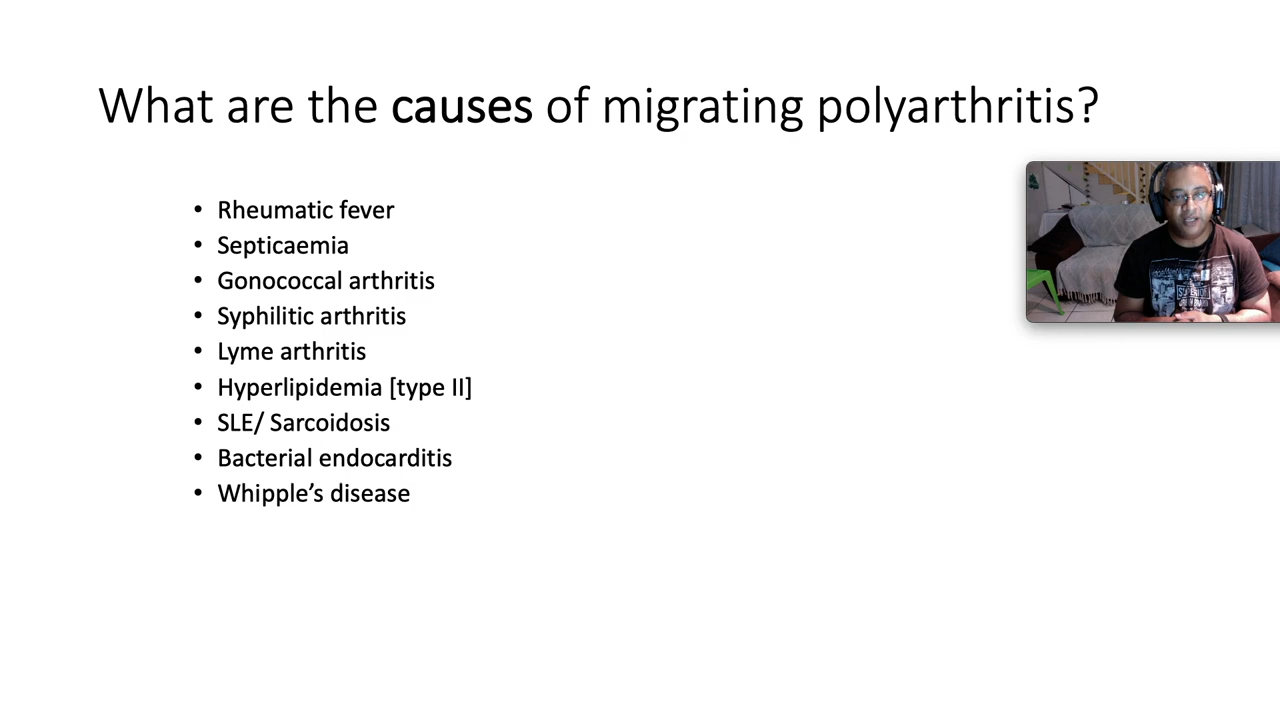 What are the causes of migrating polyarthritis?
• Rheumatic fever
• Septicaemia
• Gonococcal arthritis
• Syphilitic arthritis
• Lyme arthritis
• Hyperlipidemia [type II]
• SLE/ Sarcoidosis
• Bacterial endocarditis
• Whipple’s disease